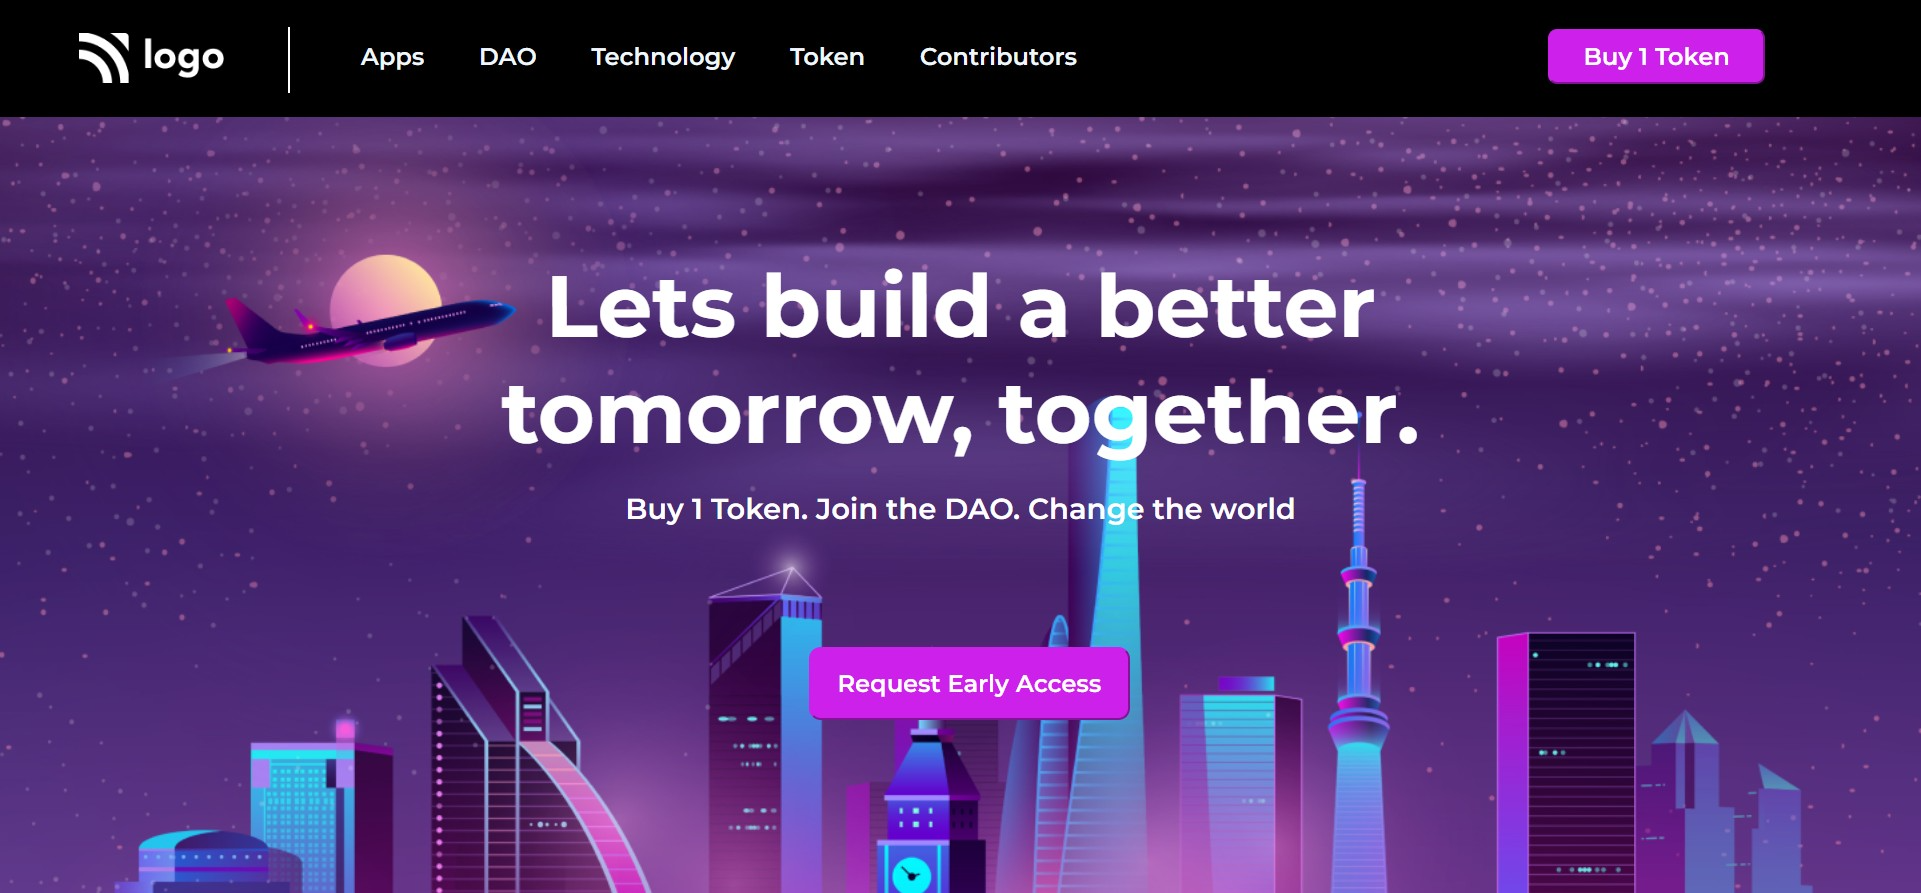 logo
Apps
DAO
Technology
Token
Contributors
Buy 1 Token
Lets build a better
tomorrow, together.
Buy 1 Token. Join the DAO. Change the world
Request Early Access